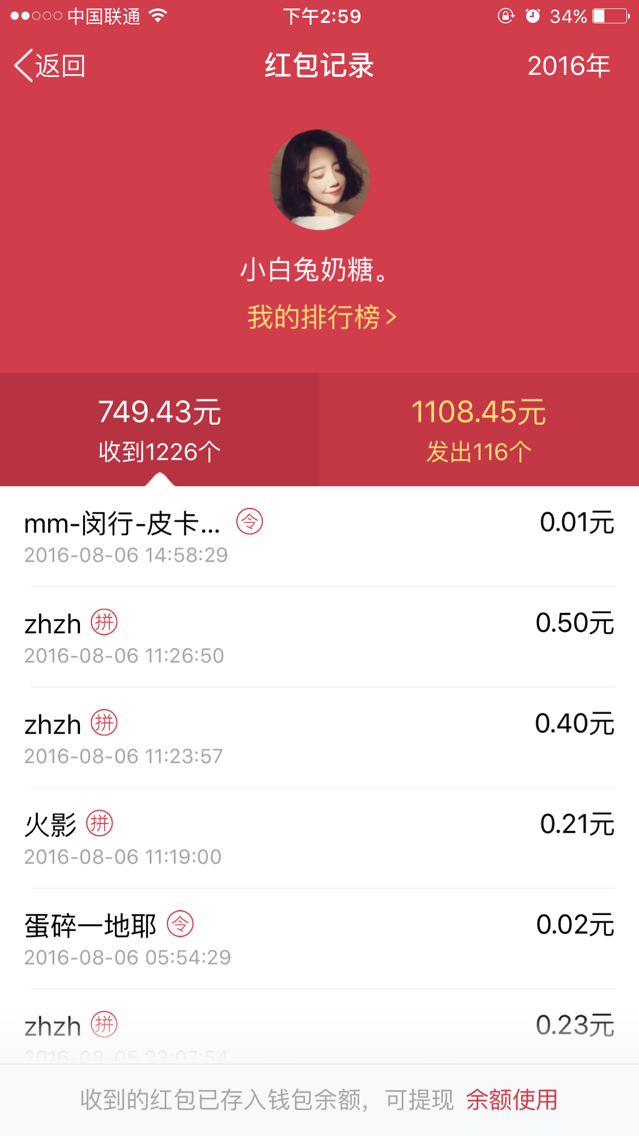 中国联通 下午2:59 34%
返回 红包记录 2016年
小白兔奶糖。
我的排行榜>
749.43元 1108.45元
收到1226个 发出116个
mm-闵行-皮卡... 令 0.01元
2016-08-06 14:58:29
zhzh 拼 0.50元
2016-08-06 11:26:50
zhzh 拼 0.40元
2016-08-06 11:23:57
火影 拼 0.21元
2016-08-06 11:19:00
蛋碎一地耶 令 0.02元
2016-08-06 05:54:29
zhzh 拼 0.23元
2016-08-05 22:07:54
收到的红包已存入钱包余额，可提现 余额使用